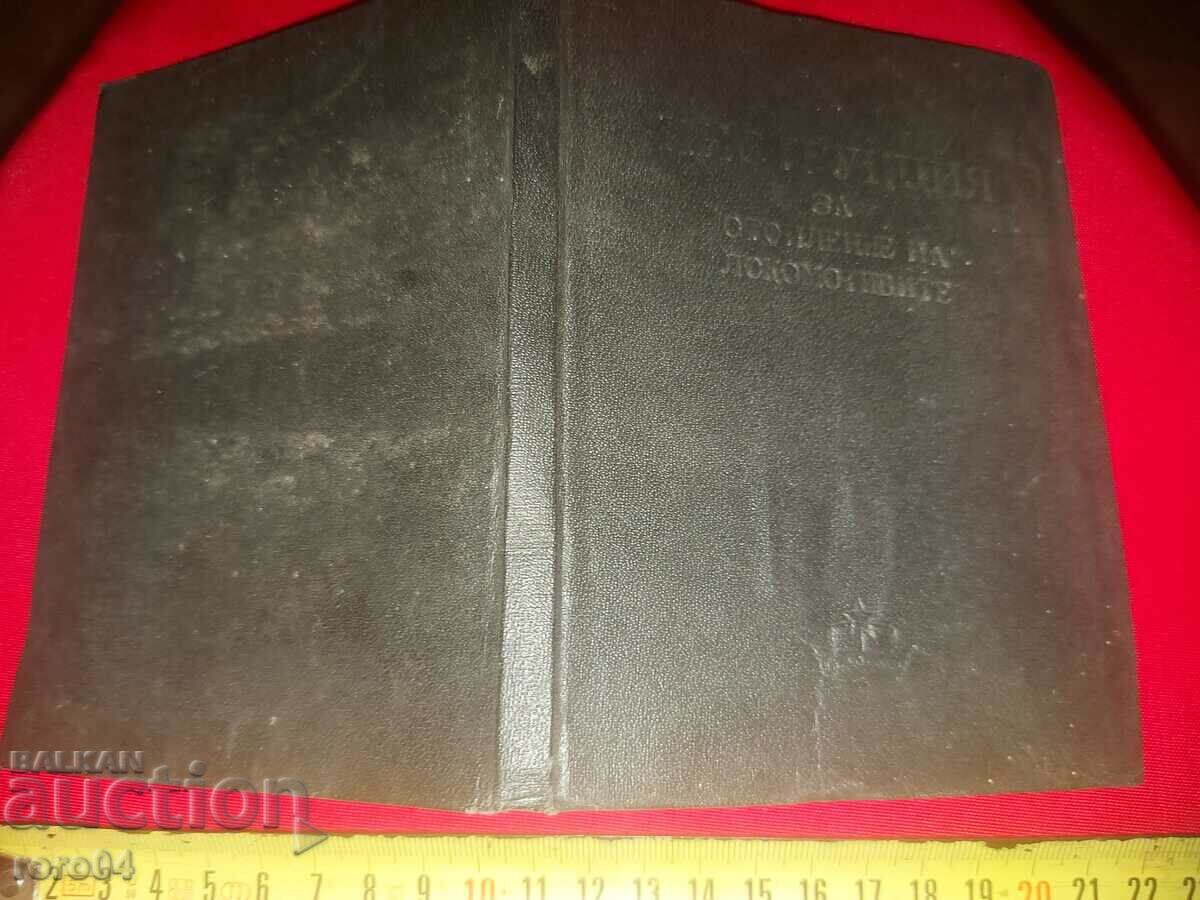 ИНСТРУКЦИЯ
ЗА
ОТОПЛЕНИЕ НА
ЛОКОМОТИВИТЕ
BALKAN
auction
roro94
2 3 4 5 6 7 8 9 10 11 12 13 14 15 16 17 18 19 20 21 22